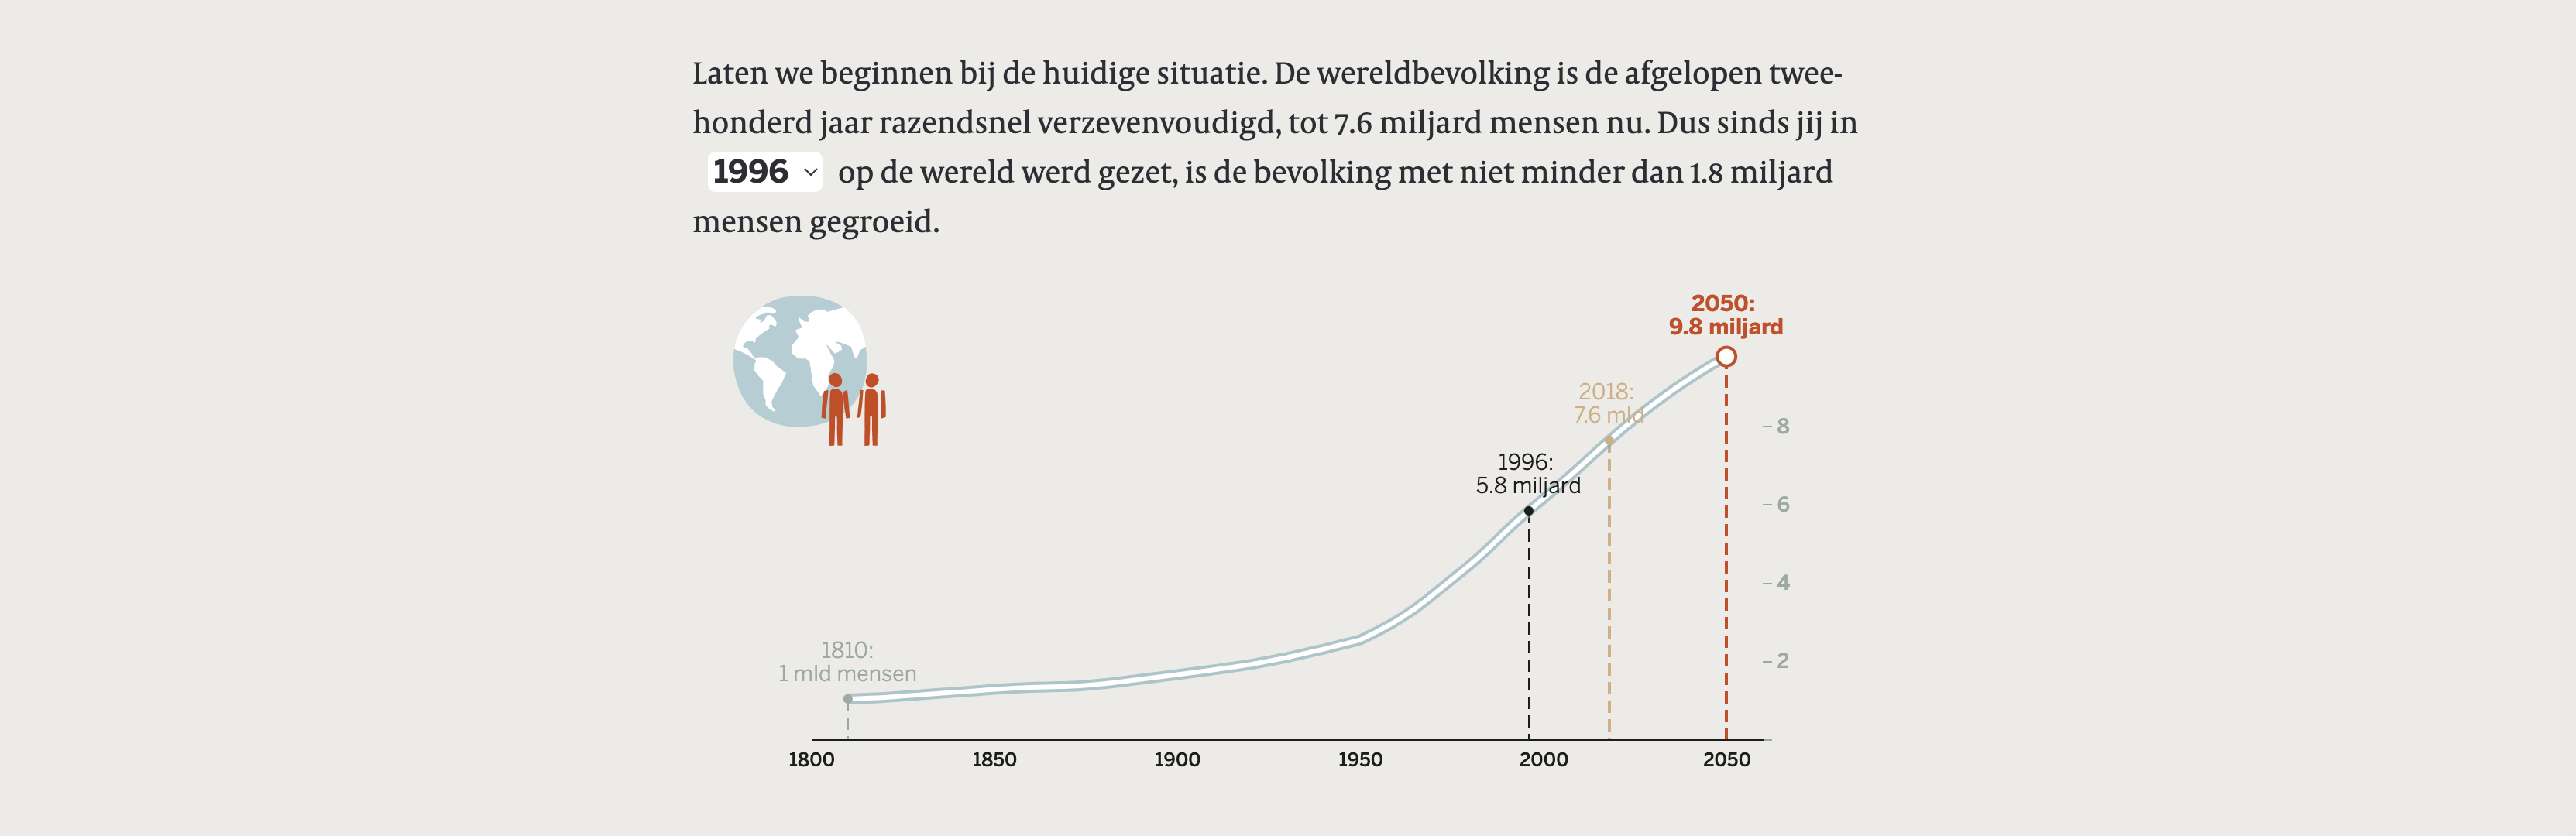 Laten we beginnen bij de huidige situatie. De wereldbevolking is de afgelopen twee-
honderd jaar razendsnel verzevenvoudigd, tot 7.6 miljard mensen nu. Dus sinds jij in
1996 op de wereld werd gezet, is de bevolking met niet minder dan 1.8 miljard
mensen gegroeid.
2050:
9.8 miljard
2018:
7.6 mld
1996:
5.8 miljard
1810:
1 mld mensen
8
6
4
2
1800 1850 1900 1950 2000 2050